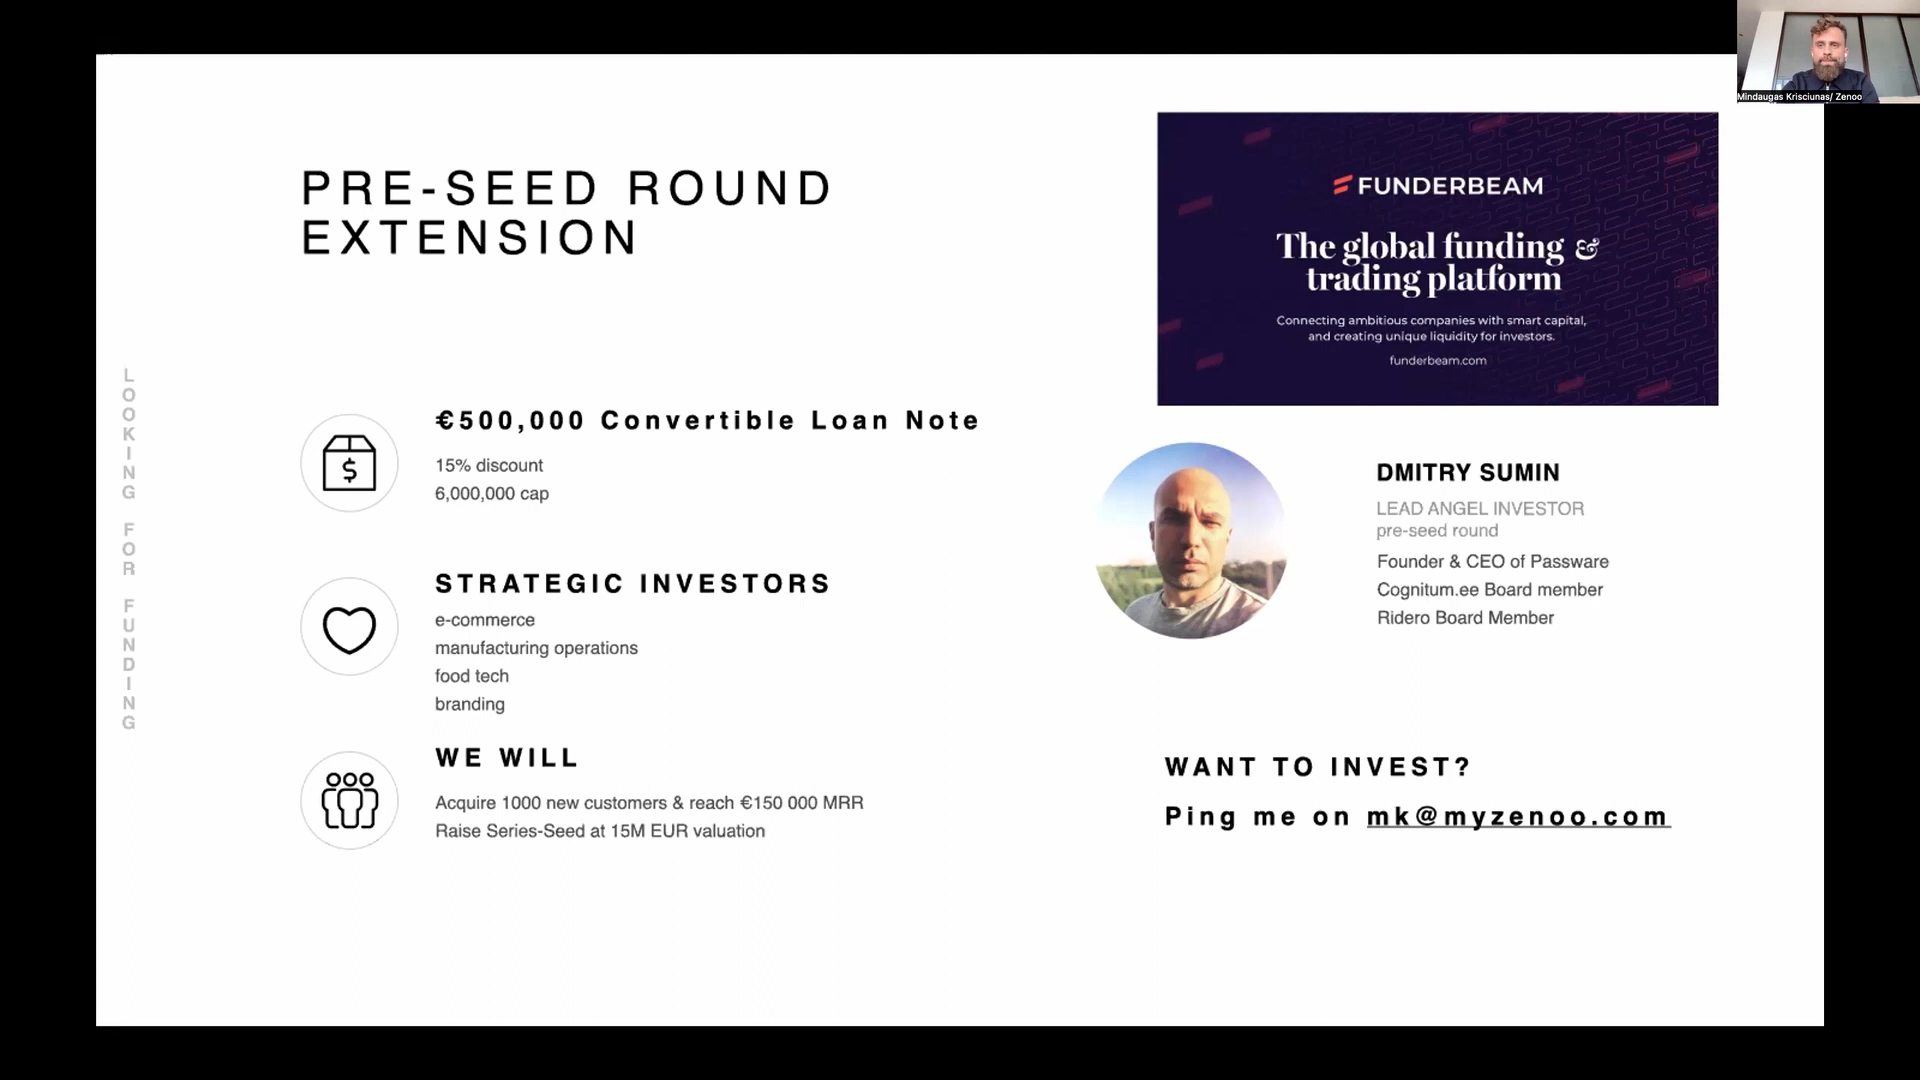 Mindaugas Krisciunas/ Zenoo
PRE-SEED ROUND
EXTENSION
LOOKING FOR FUNDING
€500,000 Convertible Loan Note
15% discount
6,000,000 cap
STRATEGIC INVESTORS
e-commerce
manufacturing operations
food tech
branding
WE WILL
Acquire 1000 new customers & reach €150 000 MRR
Raise Series-Seed at 15M EUR valuation
FUNDERBEAM
The global funding &
trading platform
Connecting ambitious companies with smart capital,
and creating unique liquidity for investors.
funderbeam.com
DMITRY SUMIN
LEAD ANGEL INVESTOR
pre-seed round
Founder & CEO of Passware
Cognitum.ee Board member
Ridero Board Member
WANT TO INVEST?
Ping me on mk@myzenoo.com